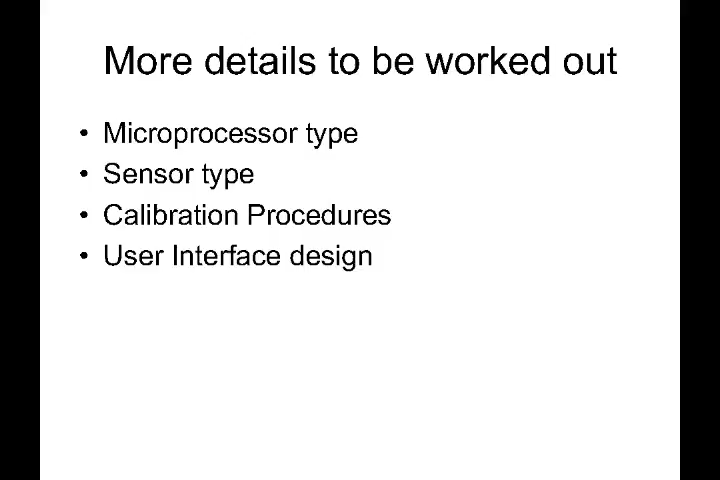 More details to be worked out
• Microprocessor type
• Sensor type
• Calibration Procedures
• User Interface design